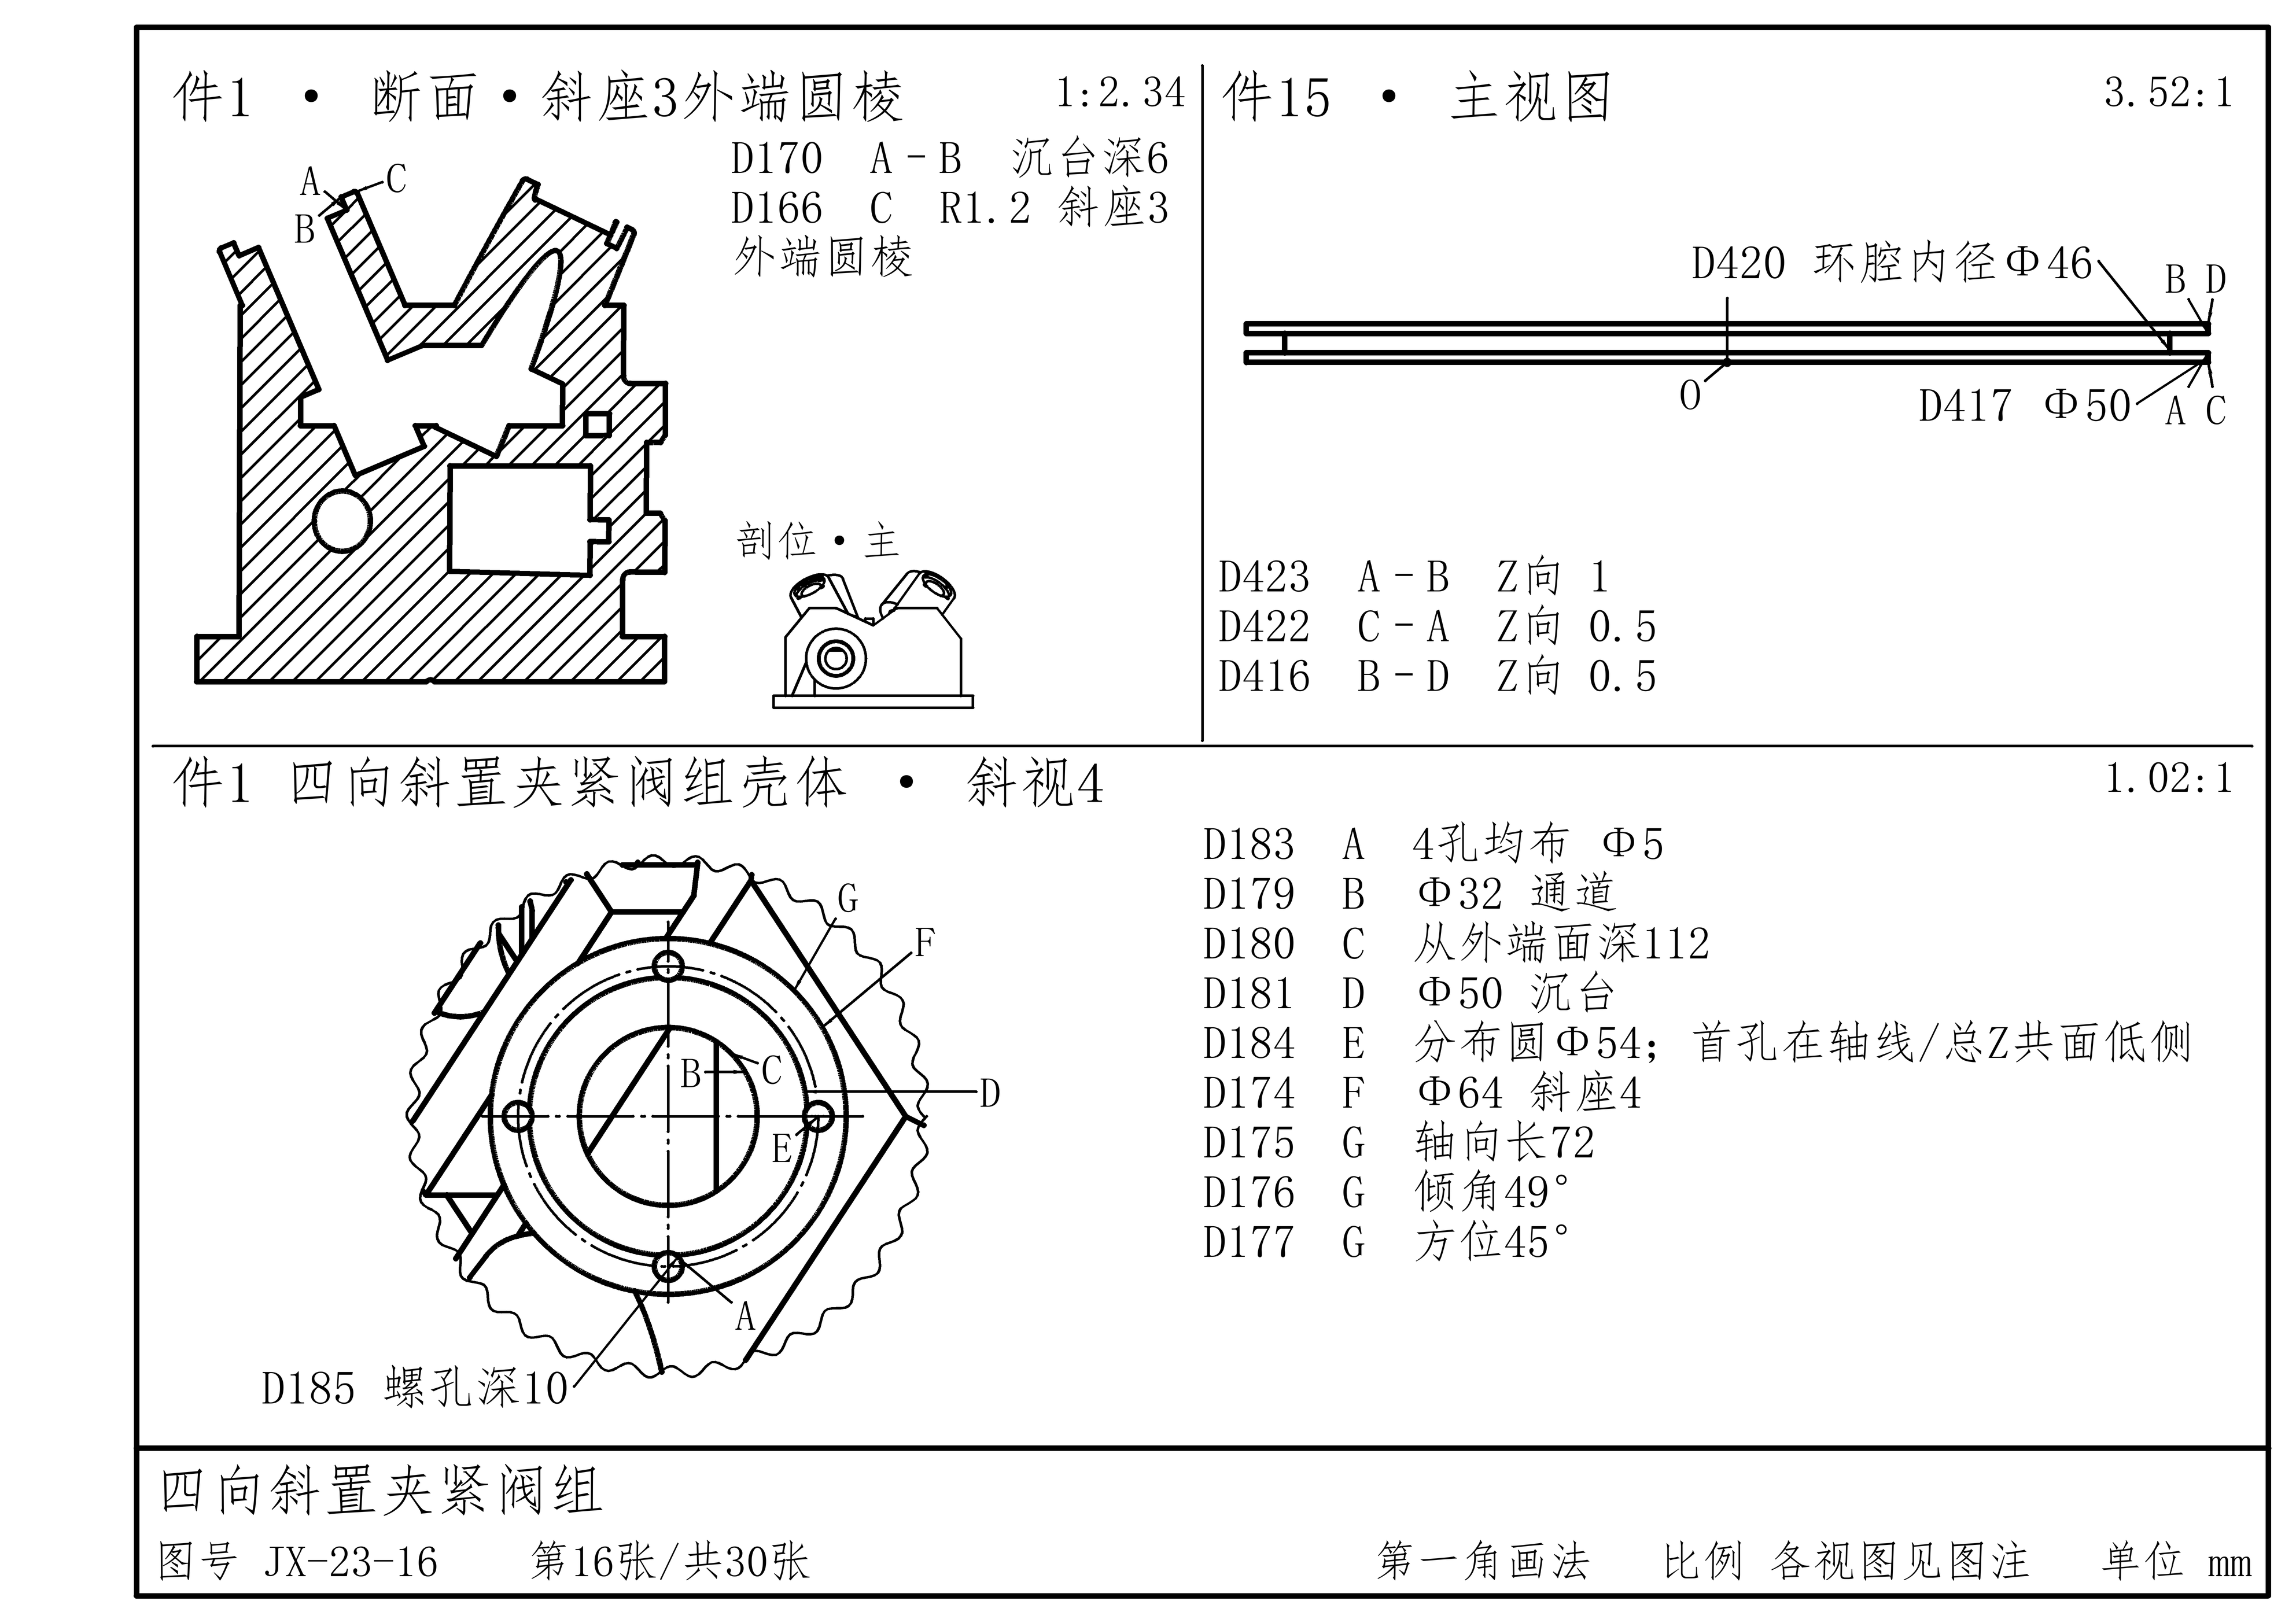 件1 · 断面·斜座3外端圆棱 1:2.34
D170 A-B 沉台深6
D166 C R1.2 斜座3
外端圆棱
A
C
B
剖位·主
件15 · 主视图 3.52:1
D420 环腔内径Φ46
B D
O
D417 Φ50
A C
D423 A-B Z向 1
D422 C-A Z向 0.5
D416 B-D Z向 0.5
件1 四向斜置夹紧阀组壳体 · 斜视4 1.02:1
G
F
B
C
D
E
A
D185 螺孔深10
D183 A 4孔均布 Φ5
D179 B Φ32 通道
D180 C 从外端面深112
D181 D Φ50 沉台
D184 E 分布圆Φ54; 首孔在轴线/总Z共面低侧
D174 F Φ64 斜座4
D175 G 轴向长72
D176 G 倾角49°
D177 G 方位45°
四向斜置夹紧阀组
图号 JX-23-16 第16张/共30张 第一角画法 比例 各视图见图注 单位 mm